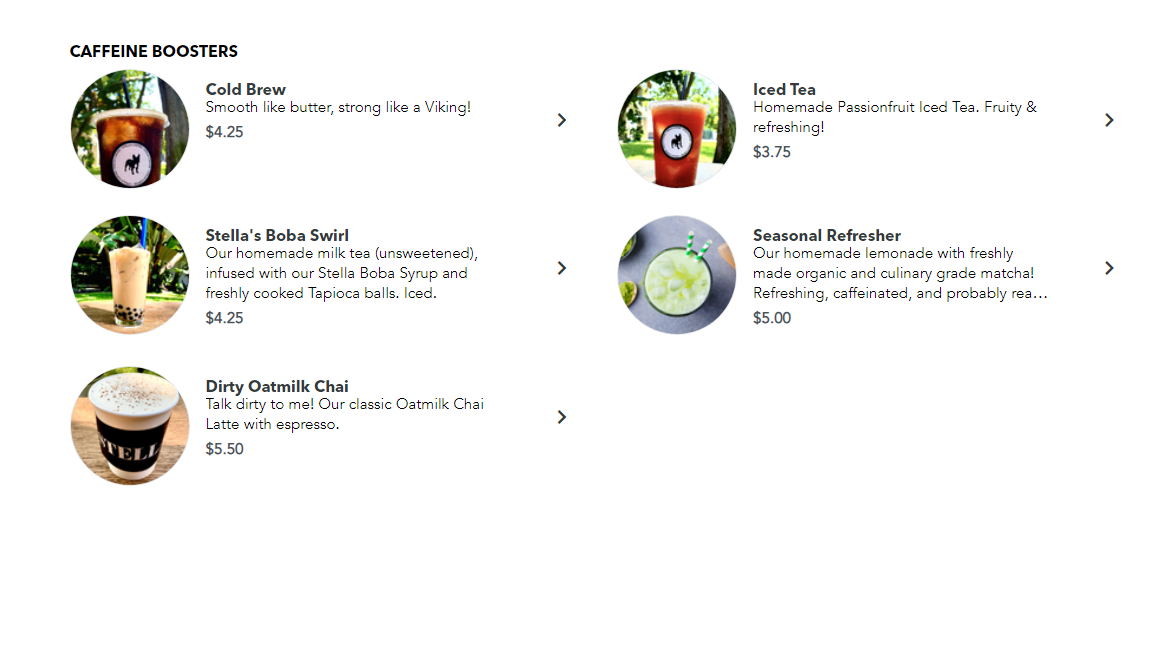 CAFFEINE BOOSTERS
Cold Brew
Smooth like butter, strong like a Viking!
$4.25
Iced Tea
Homemade Passionfruit Iced Tea. Fruity &
refreshing!
$3.75
Stella's Boba Swirl
Our homemade milk tea (unsweetened),
infused with our Stella Boba Syrup and
freshly cooked Tapioca balls. Iced.
$4.25
Seasonal Refresher
Our homemade lemonade with freshly
made organic and culinary grade matcha!
Refreshing, caffeinated, and probably rea…
$5.00
Dirty Oatmilk Chai
Talk dirty to me! Our classic Oatmilk Chai
Latte with espresso.
$5.50
STELL